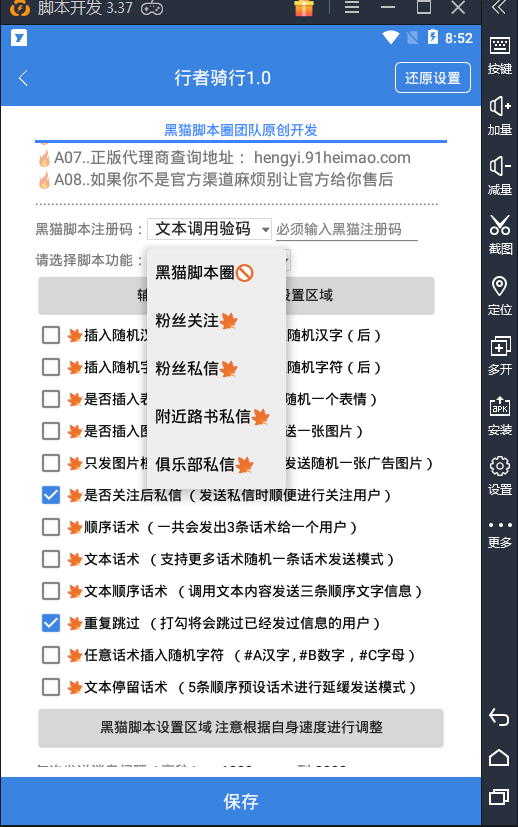 脚本开发 3.37
8:52
行者骑行1.0
还原设置
黑猫脚本圈团队原创开发
A07..正版代理商查询地址： hengyi.91heimao.com
A08..如果你不是官方渠道麻烦别让官方给你售后
黑猫脚本注册码：
文本调用验码
必须输入黑猫注册码
请选择脚本功能：
黑猫脚本圈
粉丝关注
粉丝私信
附近路书私信
俱乐部私信
设置区域
插入随机汉
随机汉字（后）
插入随机字
随机字符（后）
是否插入表
随机一个表情）
是否插入图
送一张图片）
只发图片模
发送随机一张广告图片）
是否关注后私信（发送私信时顺便进行关注用户）
顺序话术 （一共会发出3条话术给一个用户）
文本话术 （支持更多话术随机一条话术发送模式）
文本顺序话术 （调用文本内容发送三条顺序文字信息）
重复跳过 （打勾将会跳过已经发过信息的用户）
任意话术插入随机字符 （#A汉字 , #B数字 , #C字母）
文本停留话术 （5条顺序预设话术进行延缓发送模式）
黑猫脚本设置区域 注意根据自身速度进行调整
保存
按键
加量
减量
截图
定位
多开
安装
设置
更多